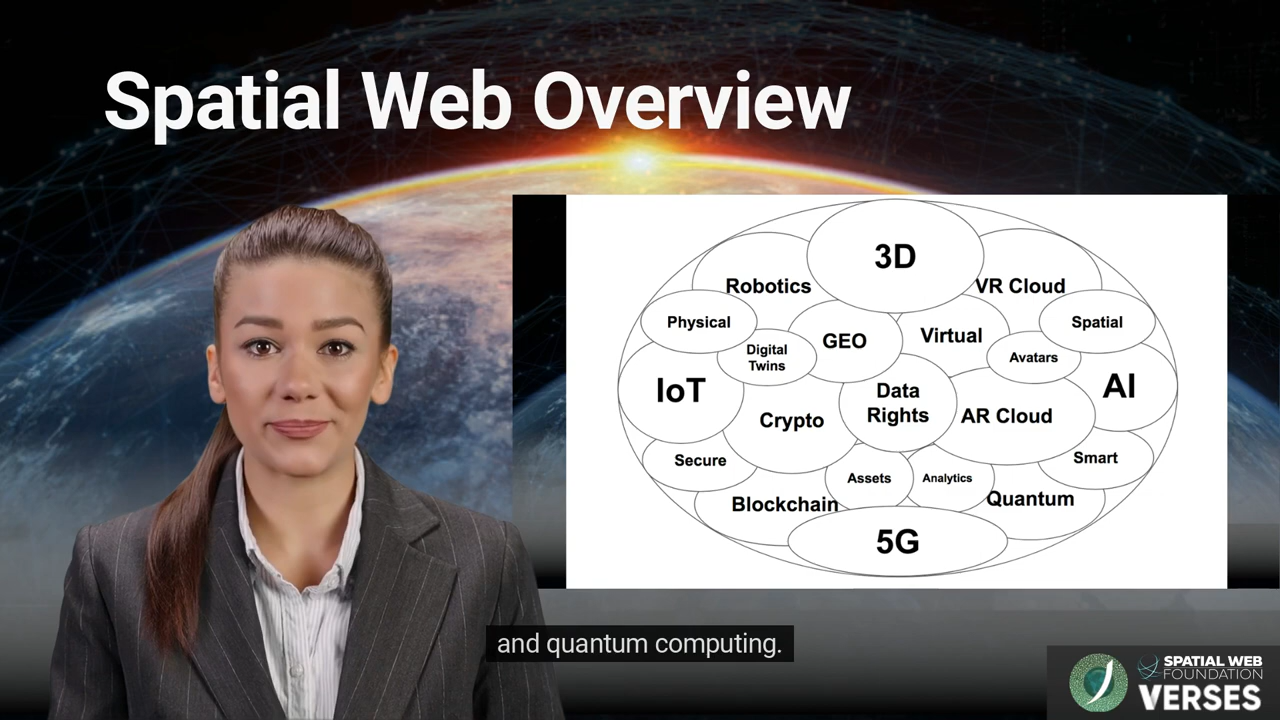 Spatial Web Overview
3D
Robotics
VR Cloud
Physical
GEO
Virtual
Spatial
Digital
Twins
Avatars
IoT
AI
Data
Rights
Crypto
AR Cloud
Secure
Smart
Assets
Analytics
Blockchain
Quantum
5G
and quantum computing.
SPATIAL WEB
FOUNDATION
VERSES